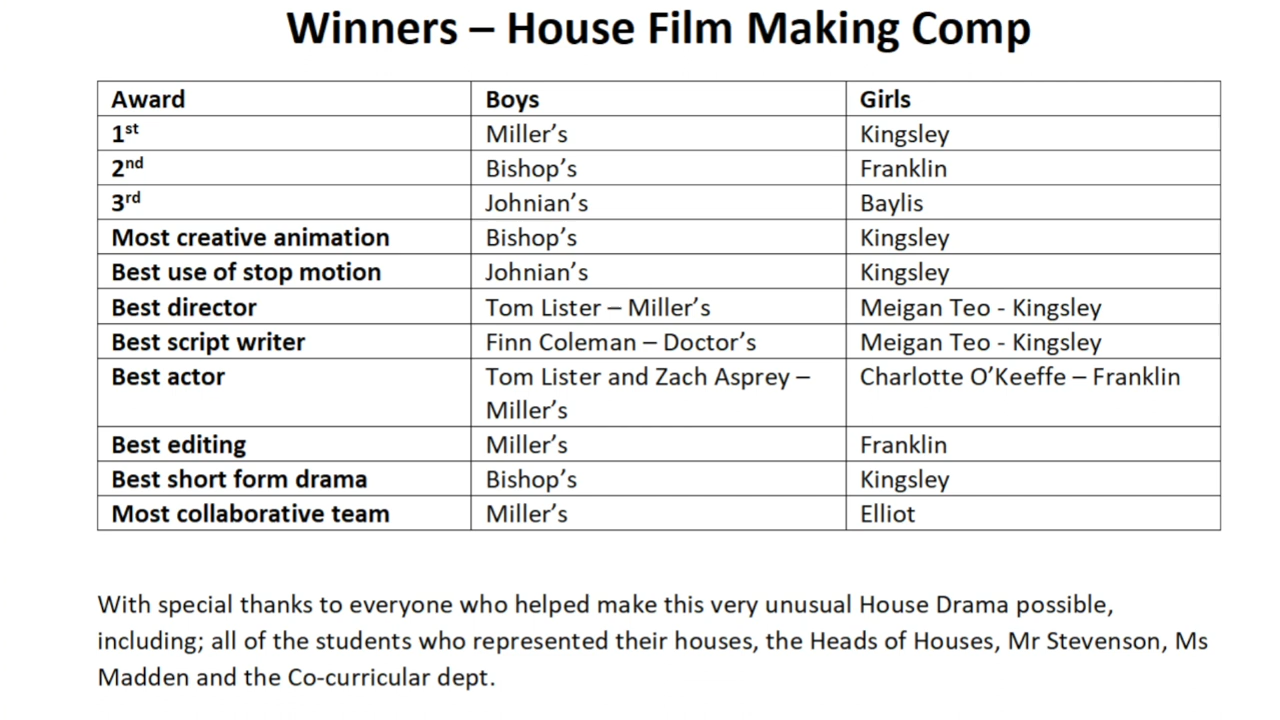 Winners – House Film Making Comp
Award Boys Girls
1st Miller’s Kingsley
2nd Bishop’s Franklin
3rd Johnian’s Baylis
Most creative animation Bishop’s Kingsley
Best use of stop motion Johnian’s Kingsley
Best director Tom Lister – Miller’s Meigan Teo - Kingsley
Best script writer Finn Coleman – Doctor’s Meigan Teo - Kingsley
Best actor Tom Lister and Zach Asprey – Charlotte O’Keeffe – Franklin
Miller’s
Best editing Miller’s Franklin
Best short form drama Bishop’s Kingsley
Most collaborative team Miller’s Elliot
With special thanks to everyone who helped make this very unusual House Drama possible,
including; all of the students who represented their houses, the Heads of Houses, Mr Stevenson, Ms
Madden and the Co-curricular dept.